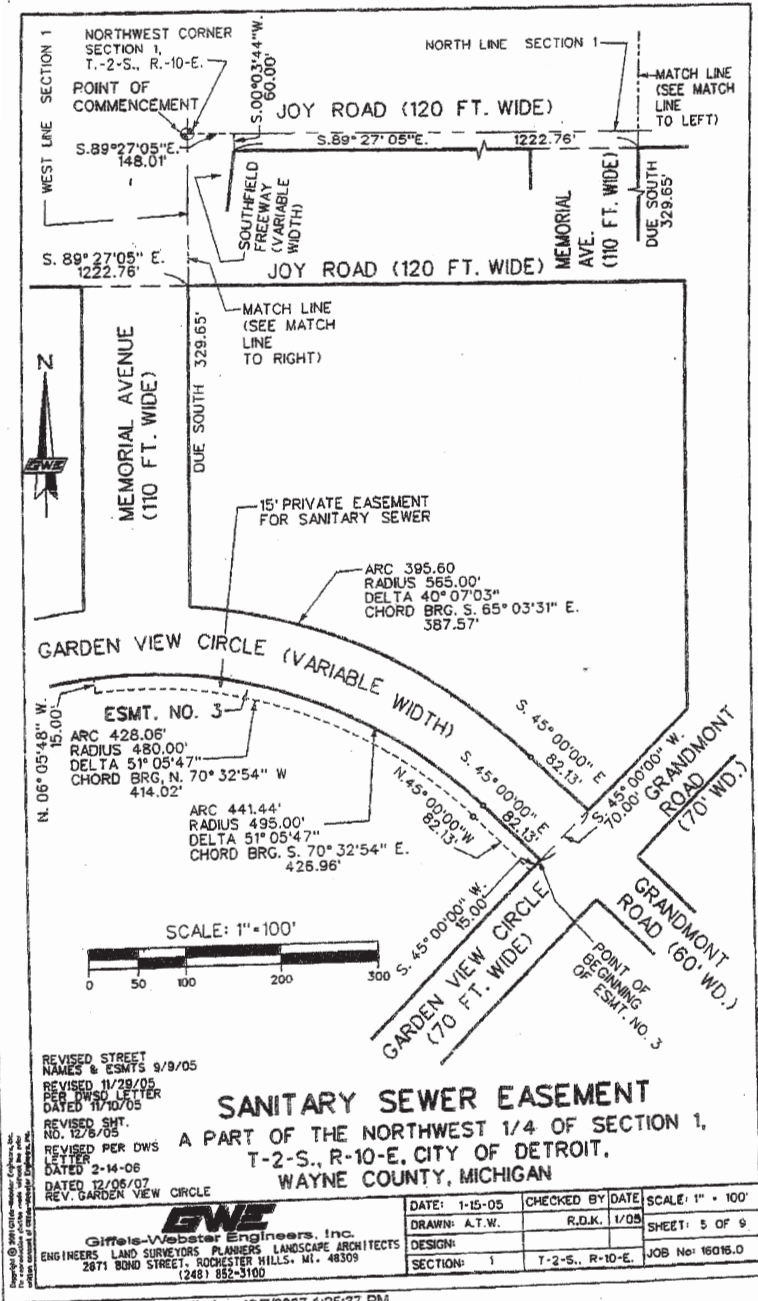 WEST LINE SECTION 1
NORTHWEST CORNER
SECTION 1,
T.-2-S., R.-10-E.
POINT OF
COMMENCEMENT
S.00°03'44"W.
60.00'
NORTH LINE SECTION 1
MATCH LINE
(SEE MATCH
LINE
TO LEFT)
JOY ROAD (120 FT. WIDE)
S.89°27'05"E.
148.01'
S.89° 27' 05"E.
1222.76'
SOUTHFIELD
FREEWAY
(VARIABLE
WIDTH)
MEMORIAL
AVE.
(110 FT. WIDE)
DUE SOUTH
329.65'
S. 89° 27'05" E.
1222.76'
JOY ROAD (120 FT. WIDE)
MATCH LINE
(SEE MATCH
LINE
TO RIGHT)
N
GWE
MEMORIAL AVENUE
(110 FT. WIDE)
DUE SOUTH 329.65'
15' PRIVATE EASEMENT
FOR SANITARY SEWER
ARC 395.60
RADIUS 565.00'
DELTA 40° 07'03"
CHORD BRG. S. 65° 03'31" E.
387.57'
GARDEN VIEW CIRCLE (VARIABLE WIDTH)
N. 06° 05'48" W.
15.00'
ESMT. NO. 3
ARC 428.06'
RADIUS 480.00'
DELTA 51° 05'47"
CHORD BRG. N. 70° 32'54" W
414.02'
ARC 441.44'
RADIUS 495.00'
DELTA 51° 05'47"
CHORD BRG. S. 70° 32'54" E.
426.96'
S. 45° 00'00" E
82.13'
S. 45° 00'00" E
82.13'
N.45° 00'00"W
82.13'
S. 45° 00'00" W.
70.00'
GRANDMONT
ROAD
(70' WD.)
GRANDMONT
ROAD (60' WD.)
S. 45° 00'00" W.
15.00'
GARDEN VIEW CIRCLE
(70 FT. WIDE)
POINT OF
BEGINNING
OF ESMT. NO. 3
SCALE: 1"=100'
0 50 100 200 300
REVISED STREET
NAMES & ESMTS 9/9/05
REVISED 11/29/05
PER DWSD LETTER
DATED 11/10/05
REVISED SHT.
NO. 12/6/05
REVISED PER DWS
LETTER
DATED 2-14-06
DATED 12/06/07
REV. GARDEN VIEW CIRCLE
SANITARY SEWER EASEMENT
A PART OF THE NORTHWEST 1/4 OF SECTION 1,
T-2-S., R-10-E, CITY OF DETROIT,
WAYNE COUNTY, MICHIGAN
GWE
Giffels-Webster Engineers, Inc.
ENGINEERS LAND SURVEYORS PLANNERS LANDSCAPE ARCHITECTS
2871 BOND STREET, ROCHESTER HILLS, MI. 48309
(248) 852-3100
DATE: 1-15-05 CHECKED BY DATE SCALE: 1" = 100'
DRAWN: A.T.W. R.D.K. 1/05 SHEET: 5 OF 9
DESIGN:
SECTION: 1 T-2-S., R-10-E. JOB No: 16016.0